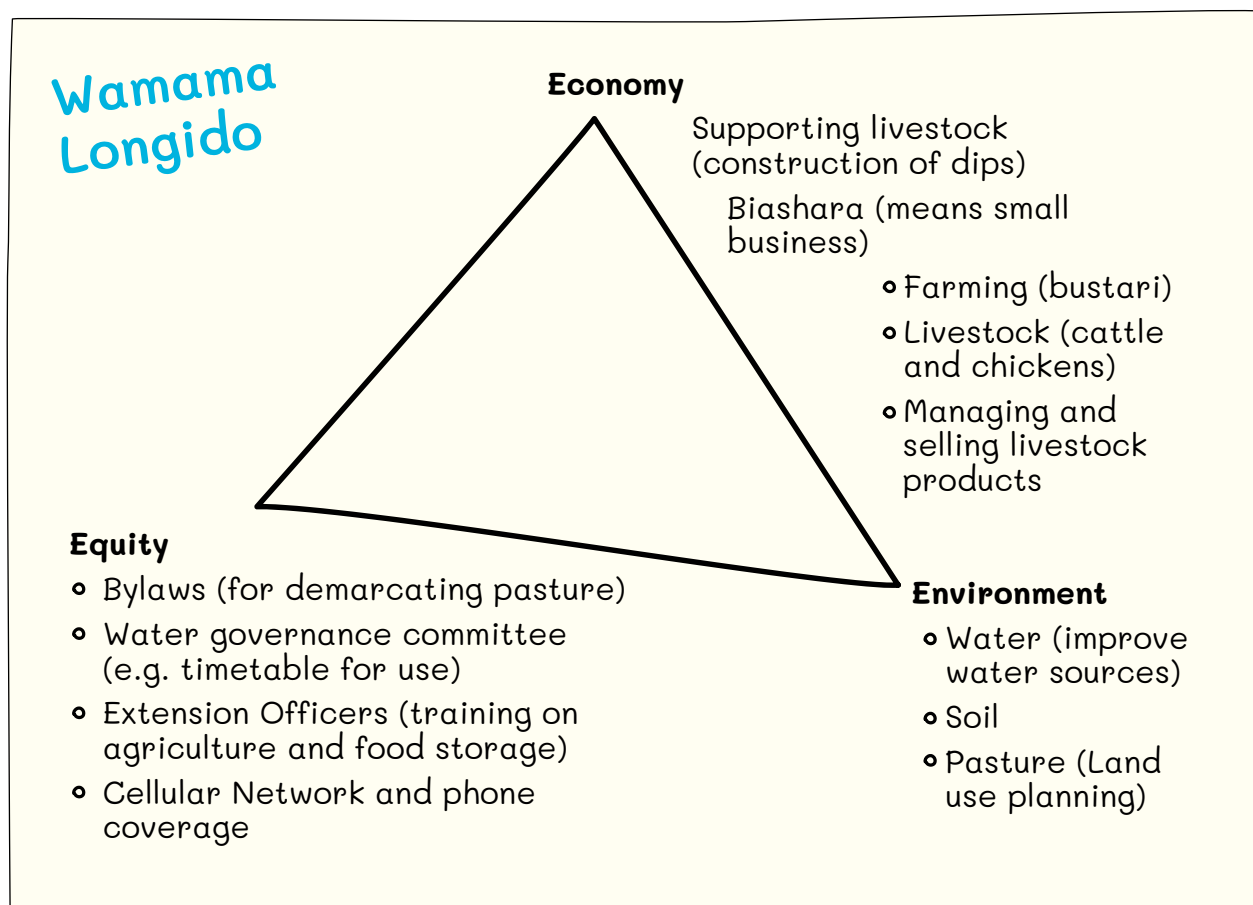 Wamama
Longido
Economy
Supporting livestock
(construction of dips)
Biashara (means small
business)
Farming (bustari)
Livestock (cattle
and chickens)
Managing and
selling livestock
products
Equity
Bylaws (for demarcating pasture)
Water governance committee
(e.g. timetable for use)
Extension Officers (training on
agriculture and food storage)
Cellular Network and phone
coverage
Environment
Water (improve
water sources)
Soil
Pasture (Land
use planning)